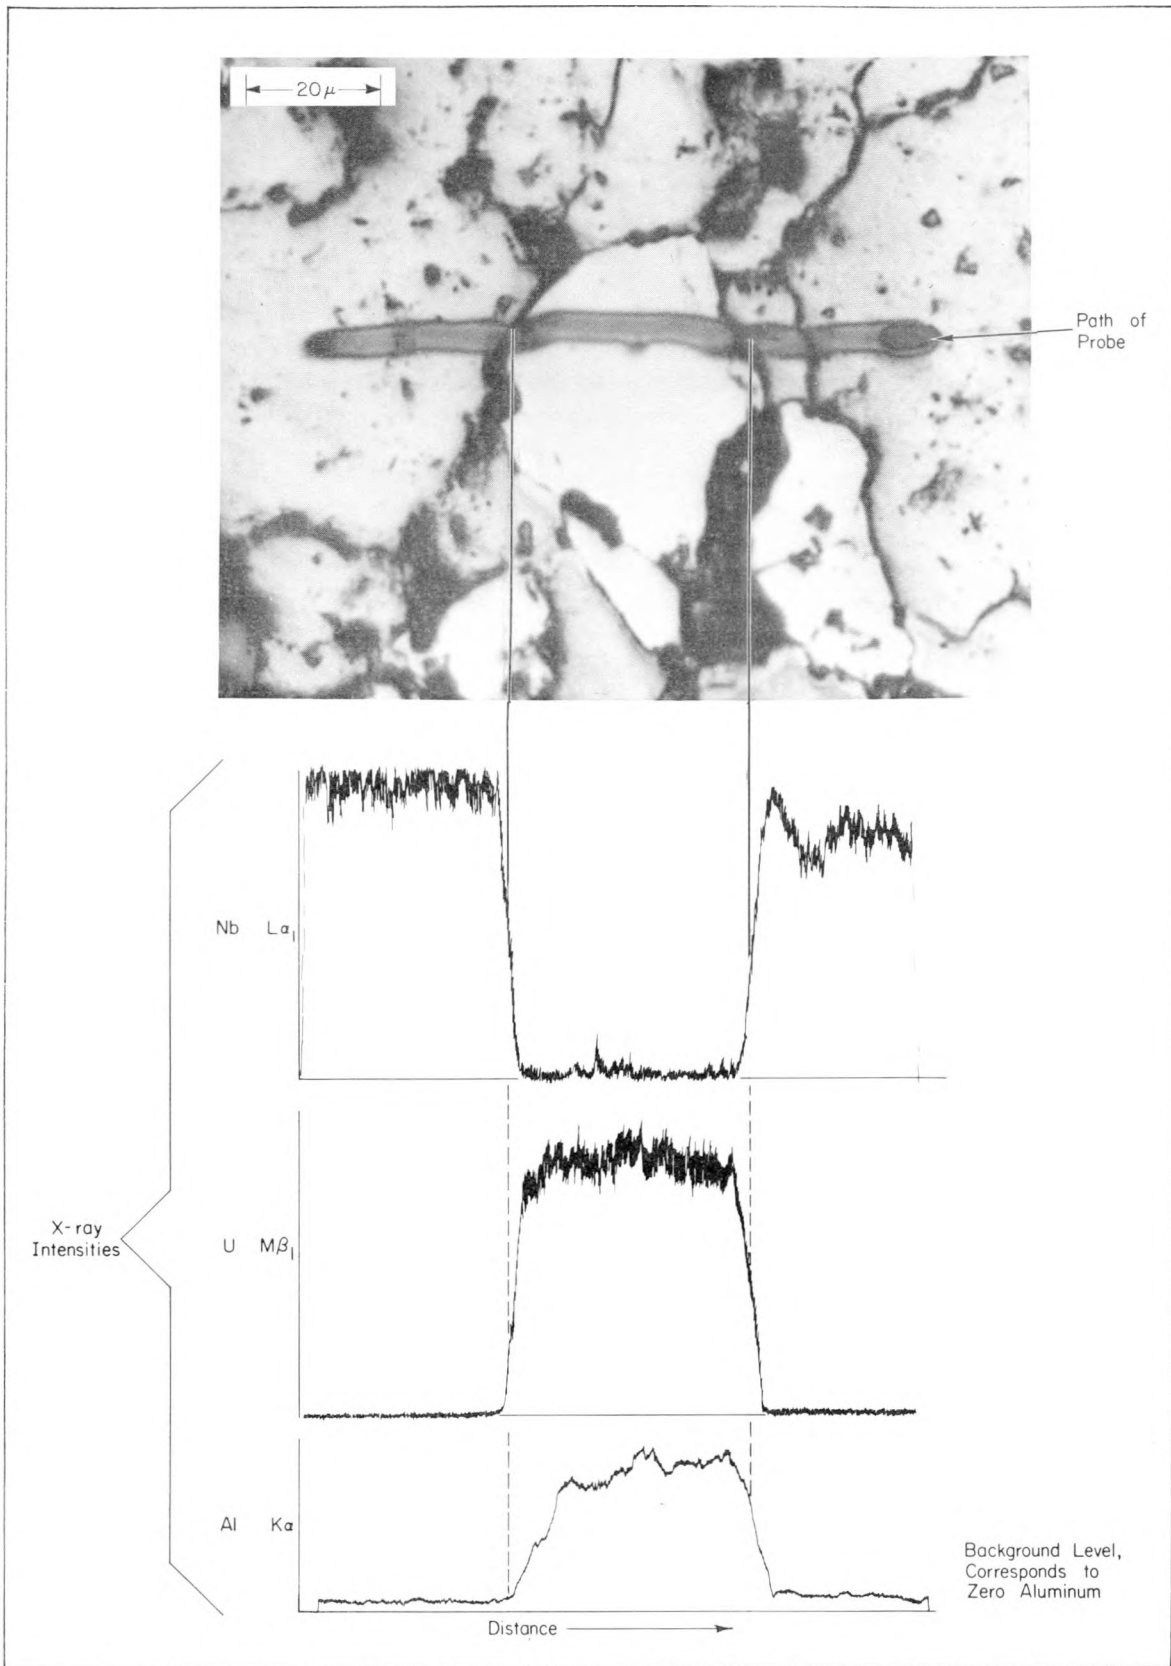 20μ
Path of
Probe
Nb Lα₁
X-ray
Intensities
U Mβ₁
Al Kα
Background Level,
Corresponds to
Zero Aluminum
Distance